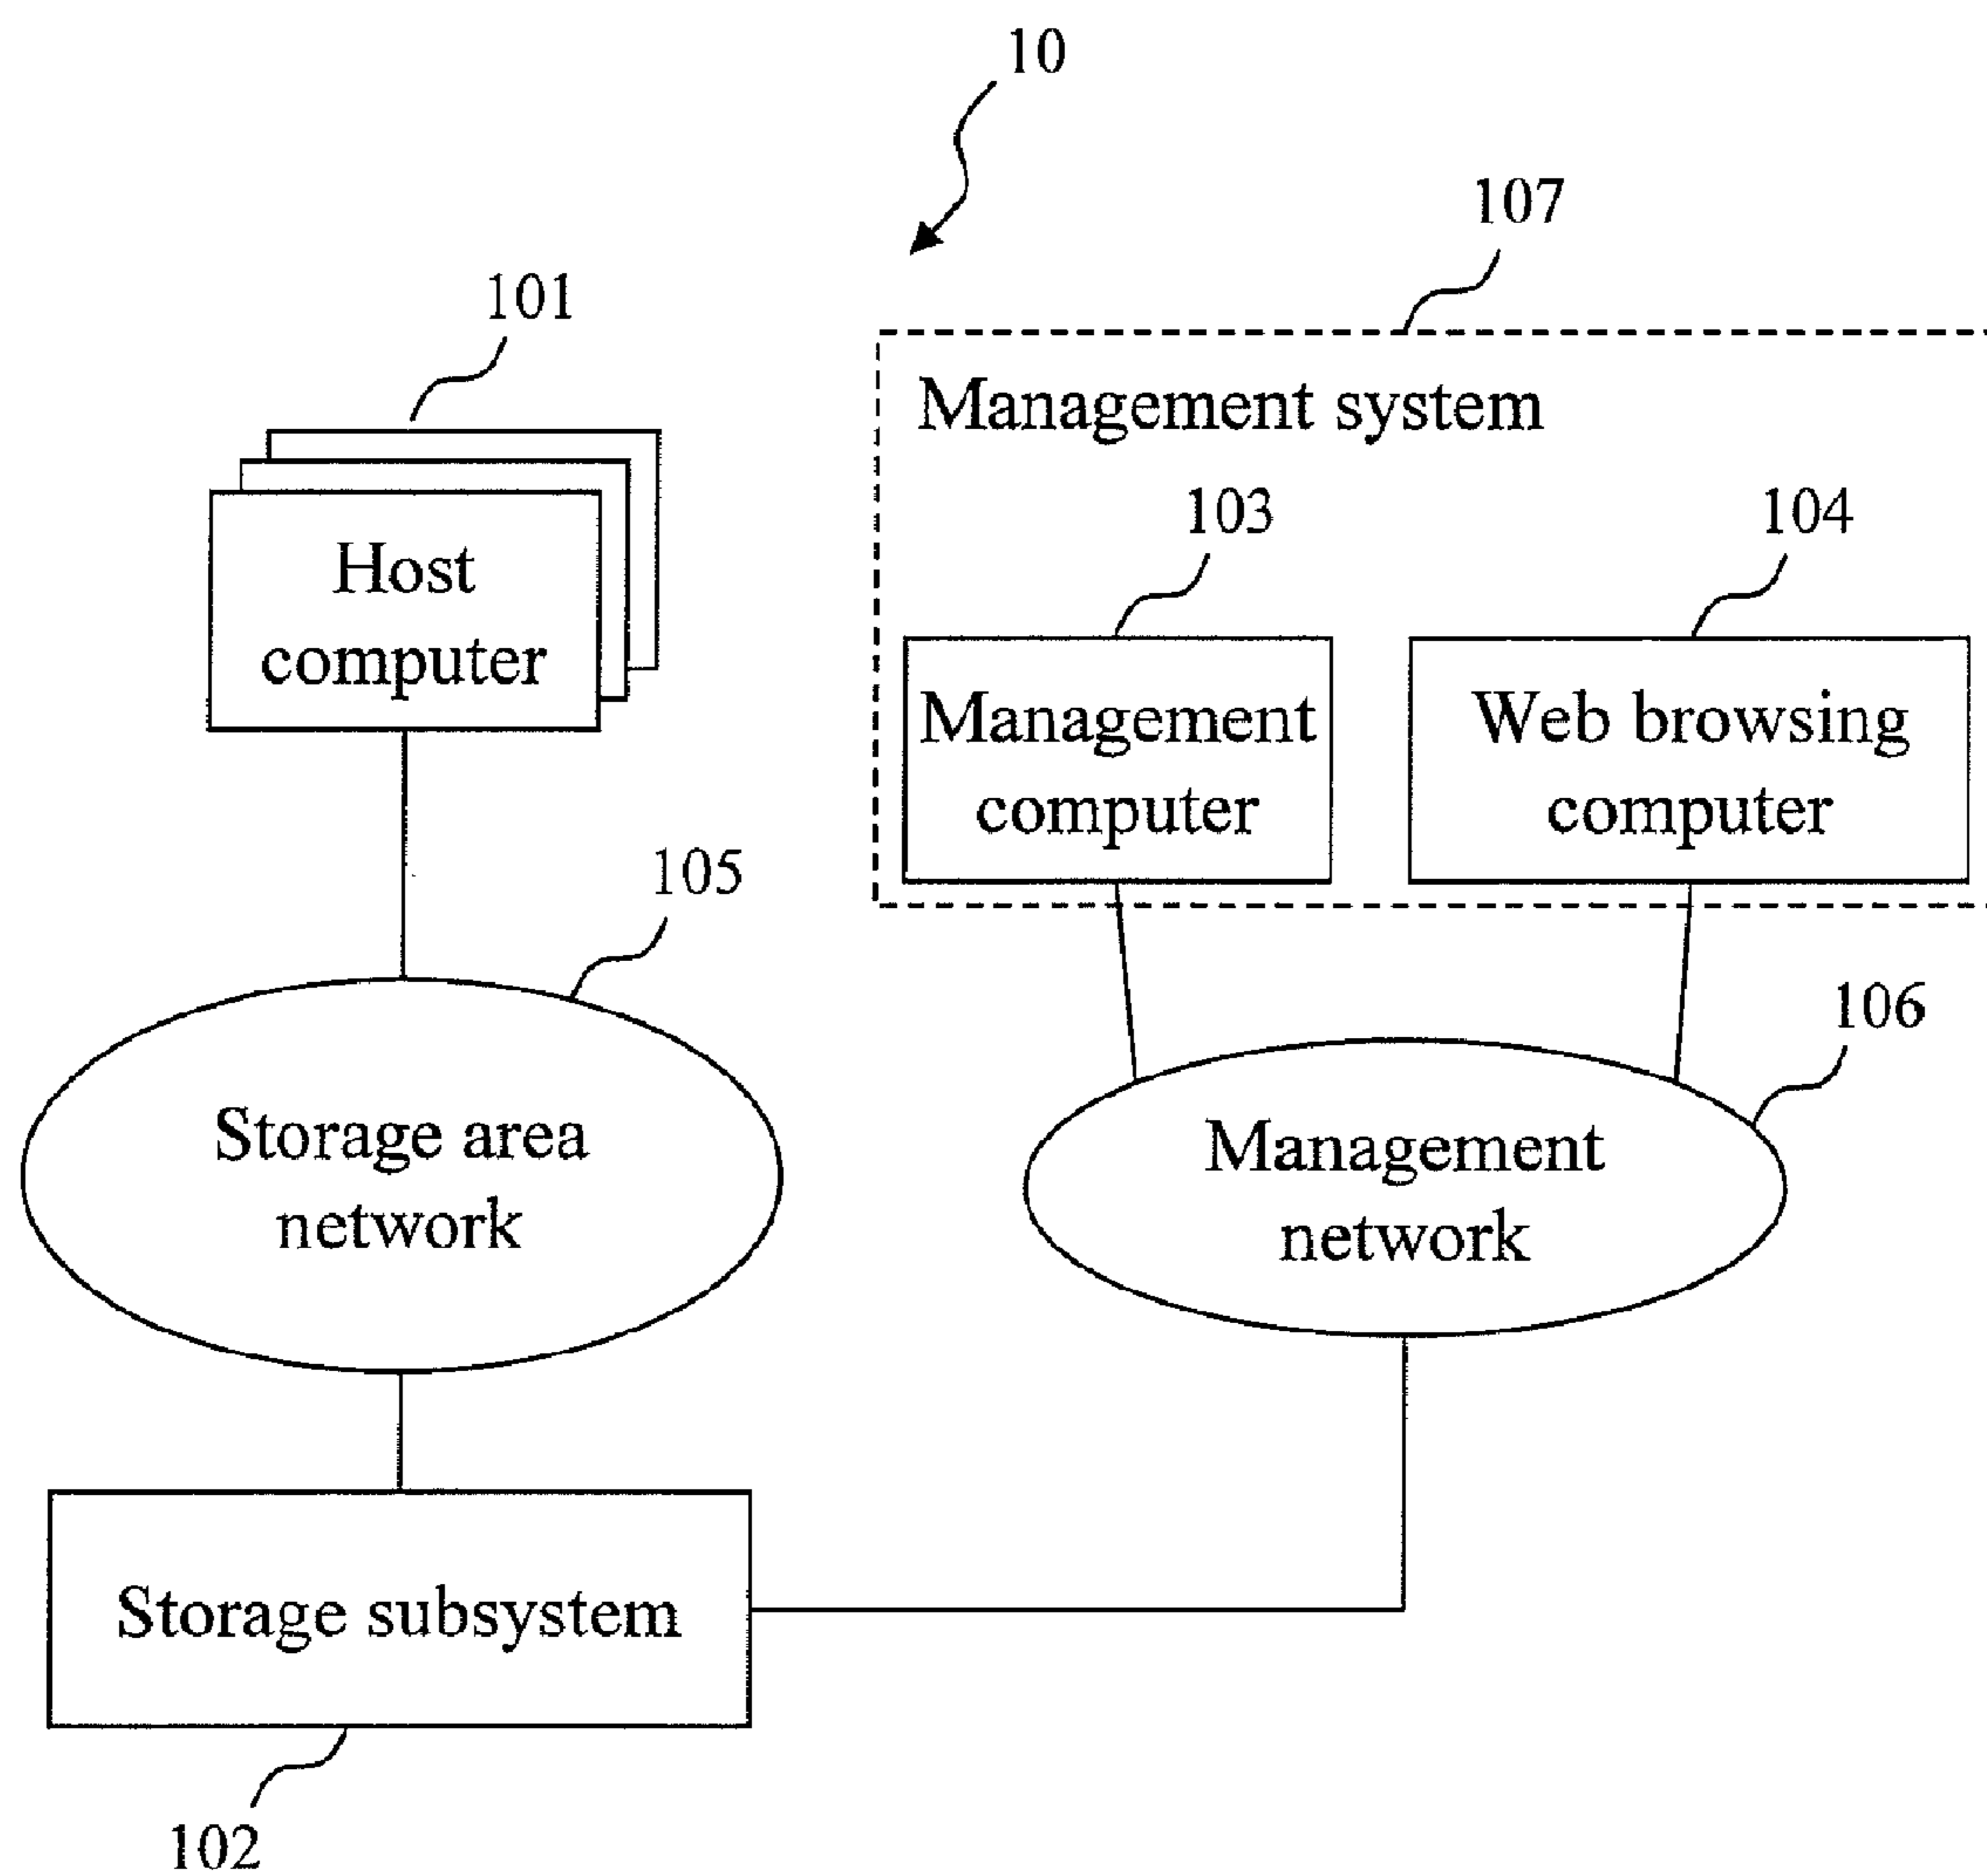 10
107
101
Management system
103
104
Host
computer
Management
computer
Web browsing
computer
105
106
Storage area
network
Management
network
Storage subsystem
102